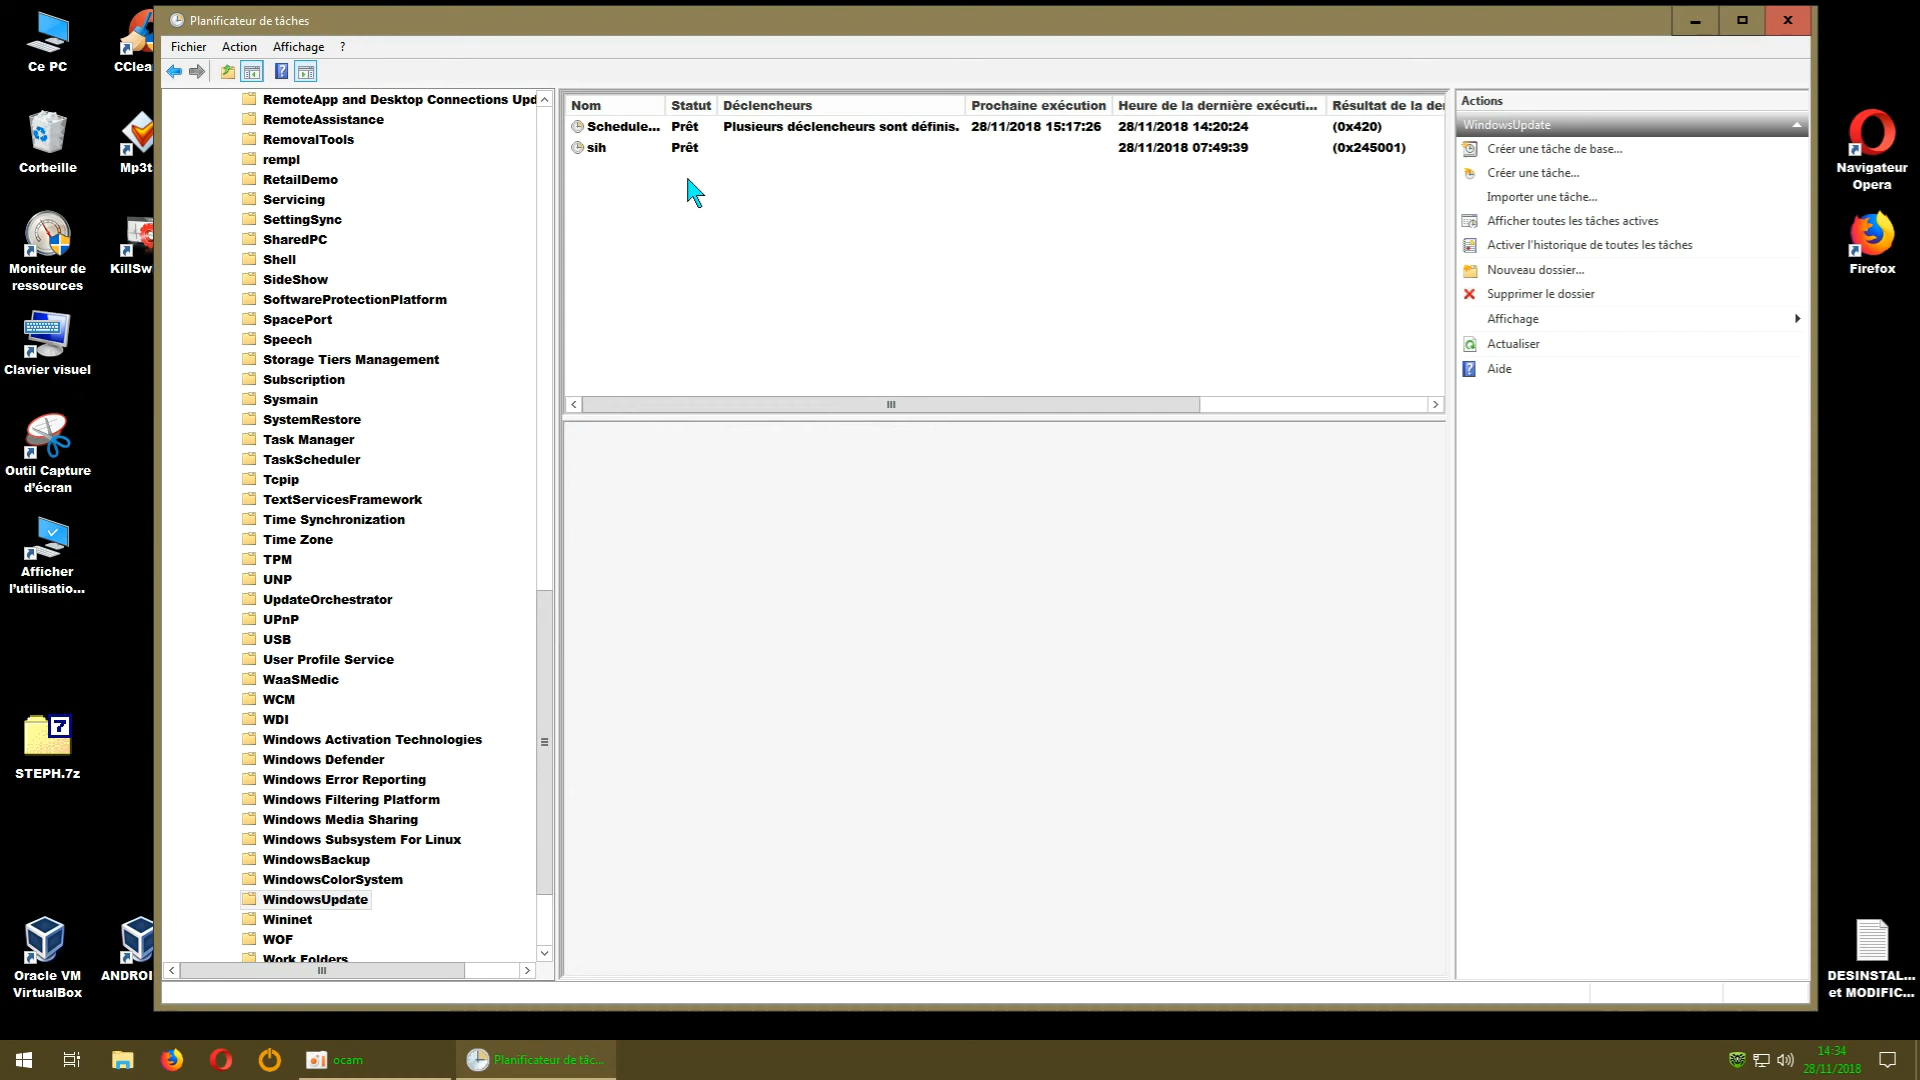 Ce PC
CClea
Corbeille
Mp3t
Moniteur de
ressources
KillSw
Clavier visuel
Outil Capture
d'écran
Afficher
l'utilisatio...
7
STEPH.7z
Oracle VM
VirtualBox
ANDROI
Planificateur de tâches
Fichier Action Affichage ?
RemoteApp and Desktop Connections Upd
RemoteAssistance
RemovalTools
rempl
RetailDemo
Servicing
SettingSync
SharedPC
Shell
SideShow
SoftwareProtectionPlatform
SpacePort
Speech
Storage Tiers Management
Subscription
Sysmain
SystemRestore
Task Manager
TaskScheduler
Tcpip
TextServicesFramework
Time Synchronization
Time Zone
TPM
UNP
UpdateOrchestrator
UPnP
USB
User Profile Service
WaaSMedic
WCM
WDI
Windows Activation Technologies
Windows Defender
Windows Error Reporting
Windows Filtering Platform
Windows Media Sharing
Windows Subsystem For Linux
WindowsBackup
WindowsColorSystem
WindowsUpdate
Wininet
WOF
Work Folders
Nom Statut Déclencheurs Prochaine exécution Heure de la dernière exécuti... Résultat de la der
Schedule... Prêt Plusieurs déclencheurs sont définis. 28/11/2018 15:17:26 28/11/2018 14:20:24 (0x420)
sih Prêt 28/11/2018 07:49:39 (0x245001)
Actions
WindowsUpdate
Créer une tâche de base...
Créer une tâche...
Importer une tâche...
Afficher toutes les tâches actives
Activer l'historique de toutes les tâches
Nouveau dossier...
Supprimer le dossier
Affichage
Actualiser
Aide
Navigateur
Opera
Firefox
DESINSTAL...
et MODIFIC...
ocam
Planificateur de tâc...
14:34
28/11/2018